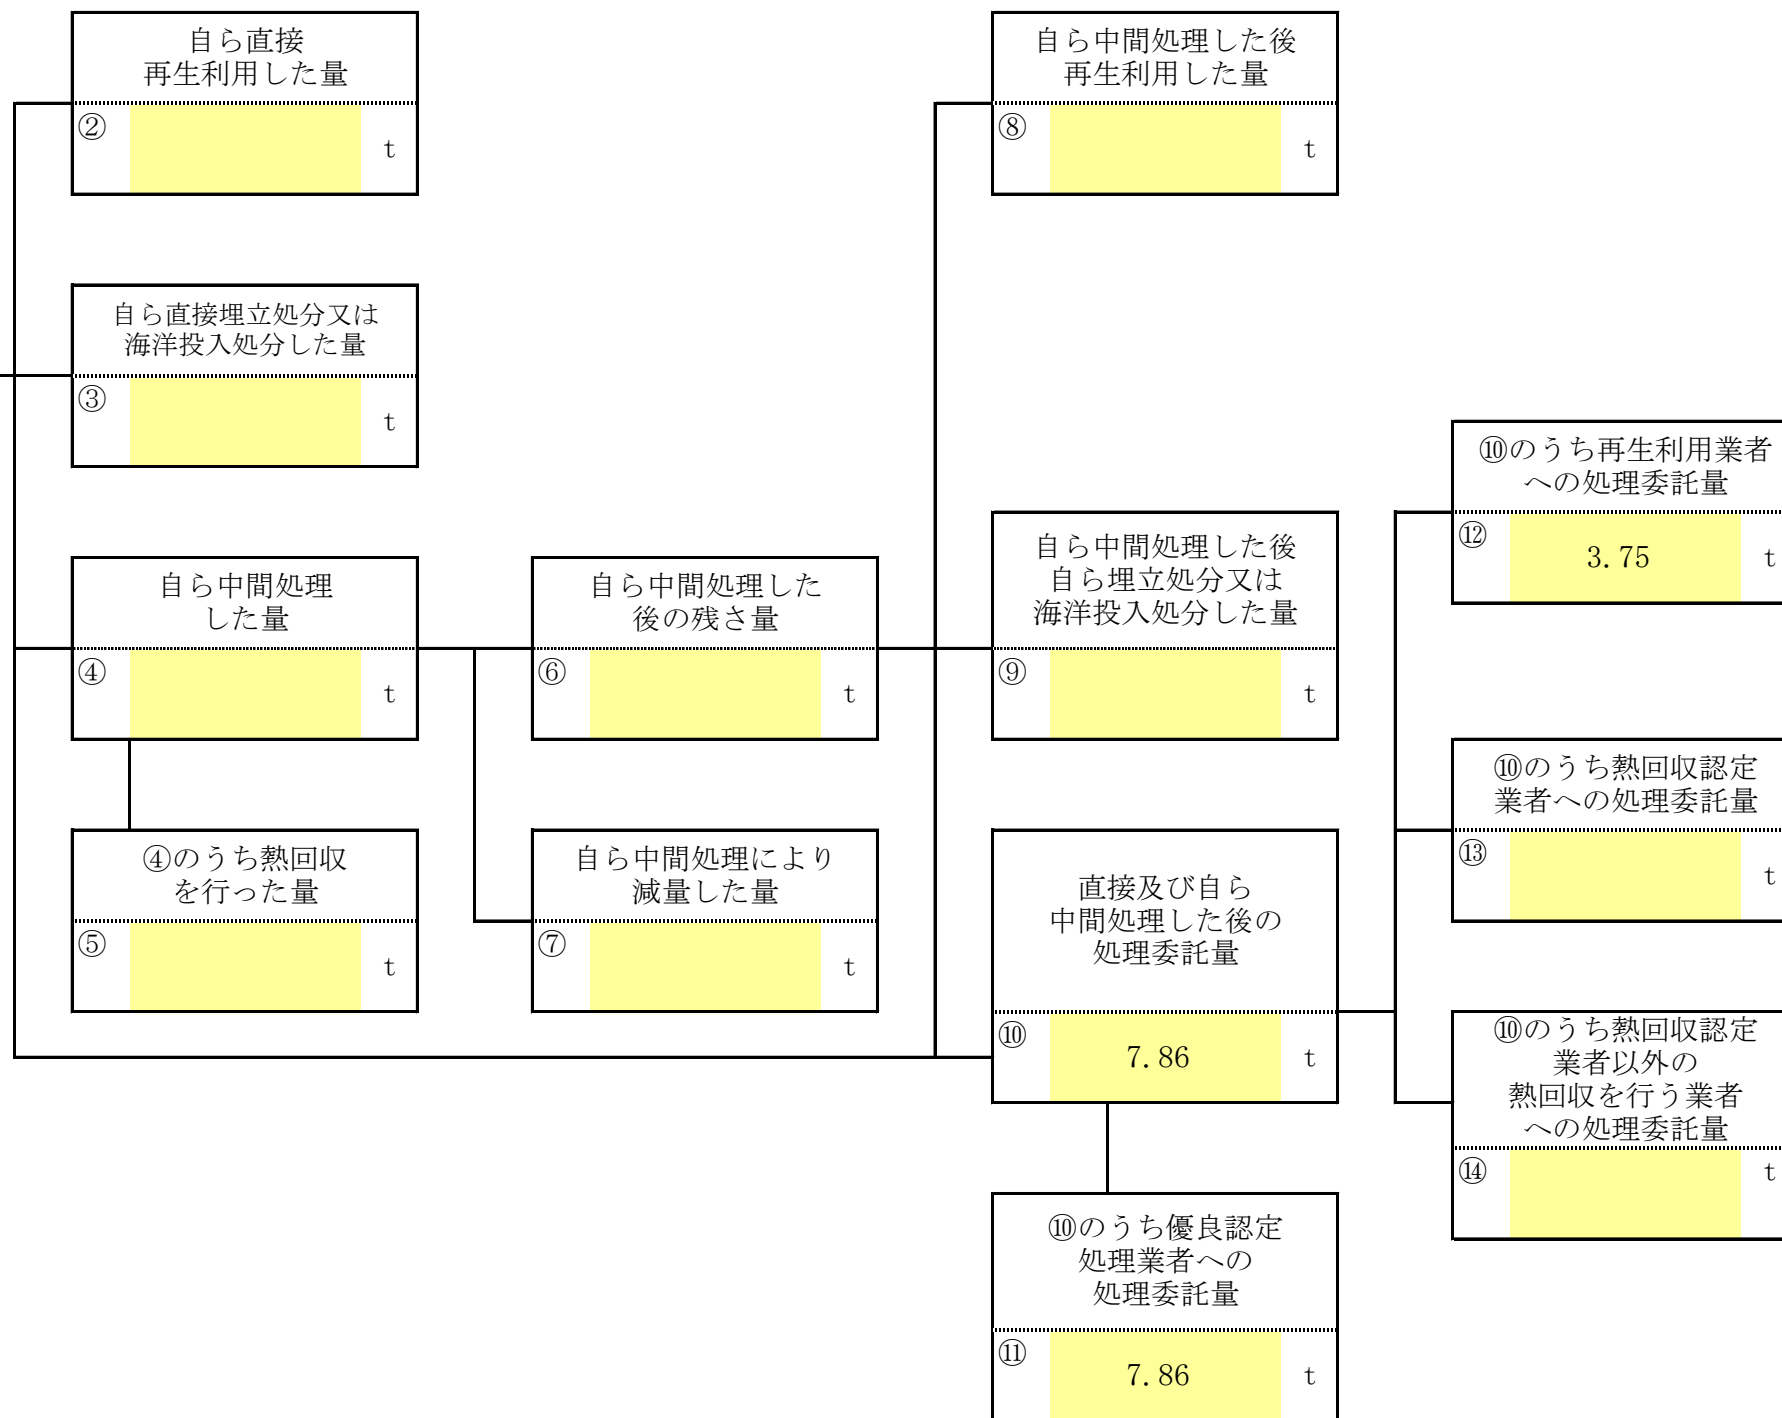 自ら直接
再生利用した量
②
t
自ら中間処理した後
再生利用した量
⑧
t
自ら直接埋立処分又は
海洋投入処分した量
③
t
⑩のうち再生利用業者
への処理委託量
⑫
3.75
t
自ら中間処理
した量
④
t
自ら中間処理した
後の残さ量
⑥
t
自ら中間処理した後
自ら埋立処分又は
海洋投入処分した量
⑨
t
⑩のうち熱回収認定
業者への処理委託量
⑬
t
④のうち熱回収
を行った量
⑤
t
自ら中間処理により
減量した量
⑦
t
直接及び自ら
中間処理した後の
処理委託量
⑩
7.86
t
⑩のうち熱回収認定
業者以外の
熱回収を行う業者
への処理委託量
⑭
t
⑩のうち優良認定
処理業者への
処理委託量
⑪
7.86
t